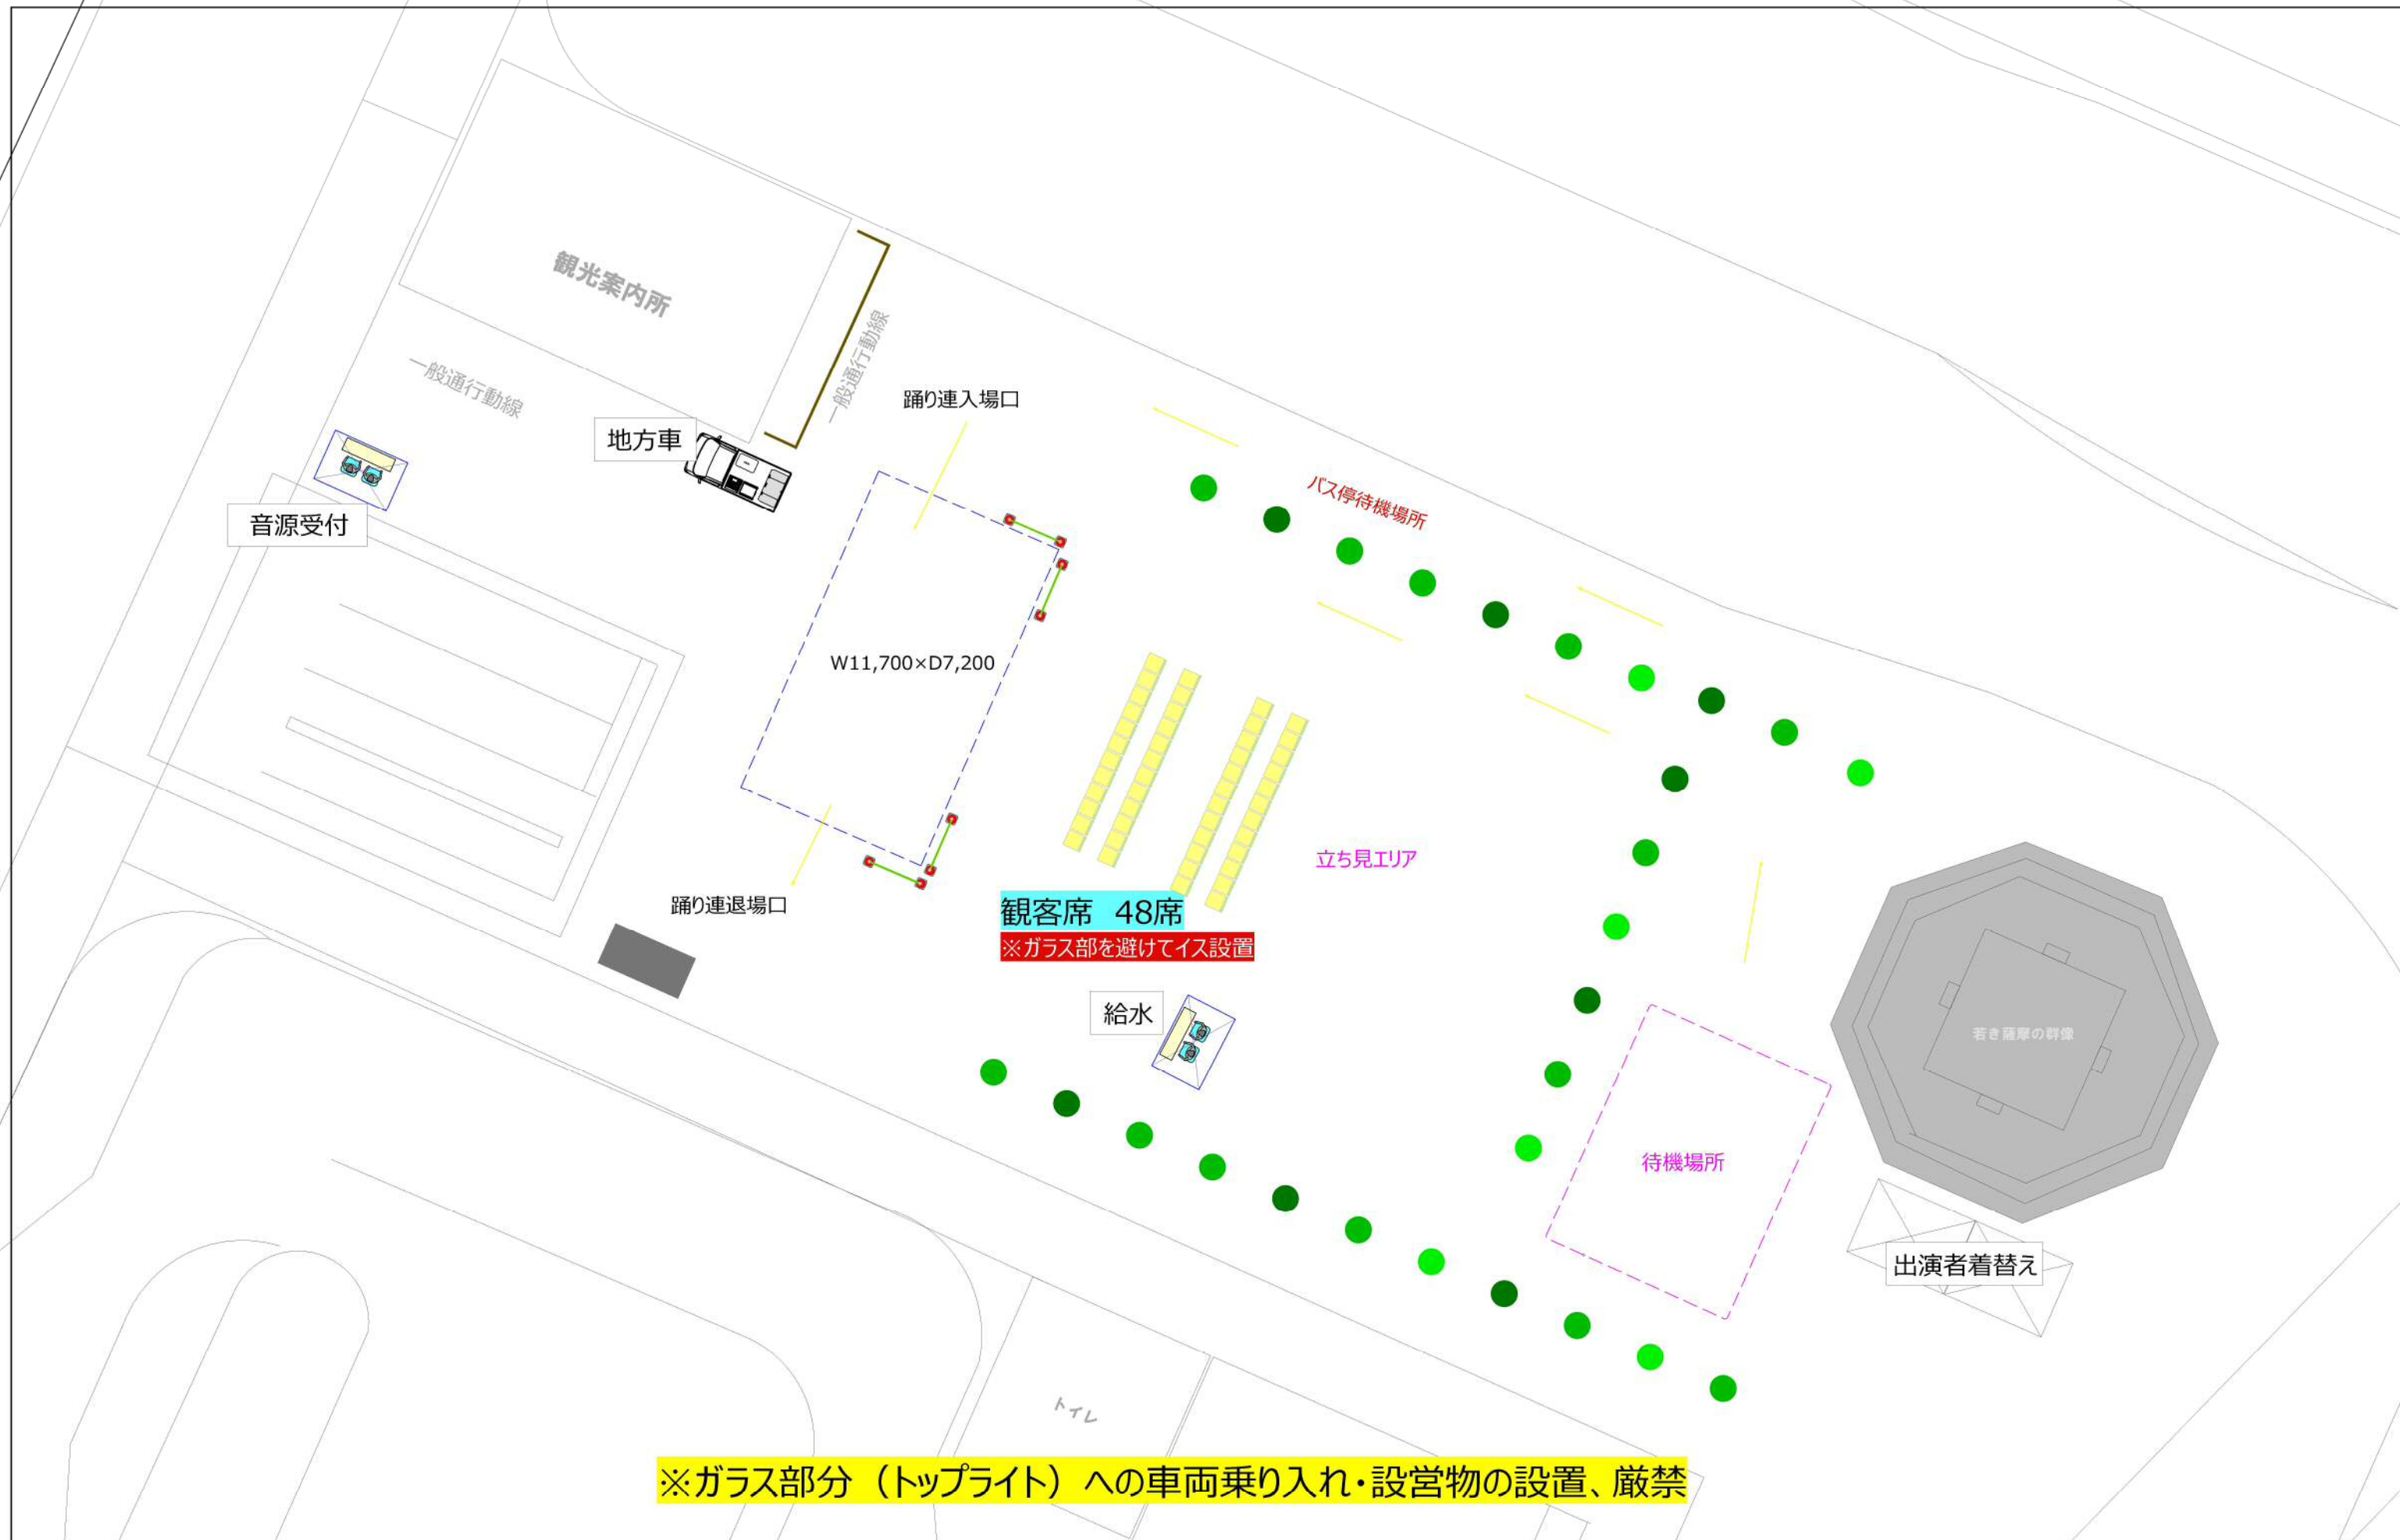 観光案内所
一般通行動線
一般通行動線
踊り連入場口
地方車
バス停待機場所
音源受付
W11,700×D7,200
立ち見エリア
踊り連退場口
観客席　48席
※ガラス部を避けてイス設置
給水
若き薩摩の群像
待機場所
出演者着替え
トイレ
※ガラス部分（トップライト）への車両乗り入れ・設営物の設置、厳禁